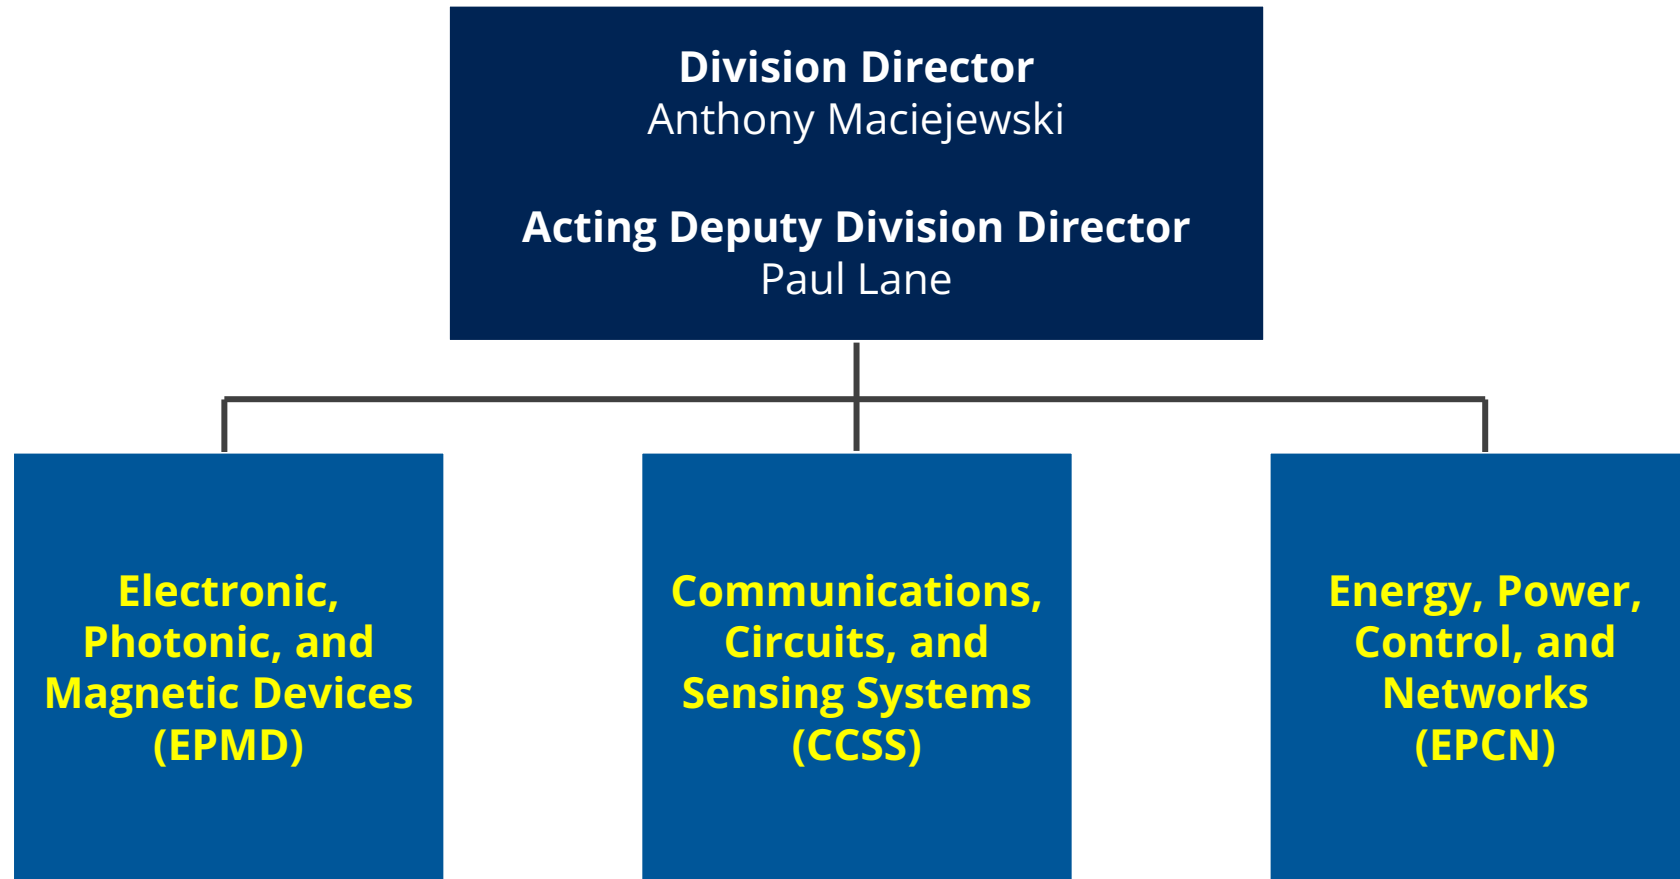 Division Director
Anthony Maciejewski
Acting Deputy Division Director
Paul Lane
Electronic,
Photonic, and
Magnetic Devices
(EPMD)
Communications,
Circuits, and
Sensing Systems
(CCSS)
Energy, Power,
Control, and
Networks
(EPCN)